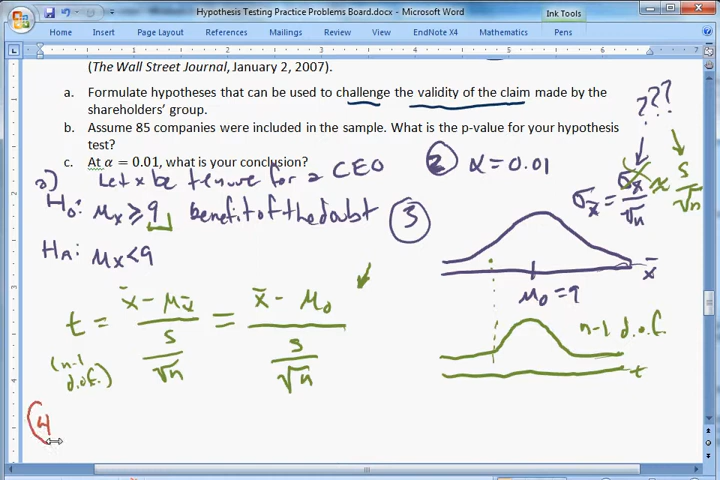 Hypothesis Testing Practice Problems Board.docx - Microsoft Word
Ink Tools
Home Insert Page Layout References Mailings Review View EndNote X4 Mathematics Pens
(The Wall Street Journal, January 2, 2007).
a. Formulate hypotheses that can be used to challenge the validity of the claim made by the
shareholders' group.
b. Assume 85 companies were included in the sample. What is the p-value for your hypothesis
test?
c. At α = 0.01, what is your conclusion?
???
a) Let x be tenure for a CEO
② α = 0.01
H₀: μₓ ≥ 9 benefit of the doubt
③
σx̄ = σₓ/√n ≈ s/√n
Hₐ: μₓ < 9
x̄
μ₀ = 9
t = (x̄ - μx̄)/(s/√n) = (x̄ - μ₀)/(s/√n)
(n-1
d.o.f.)
n-1 d.o.f.
t
(4